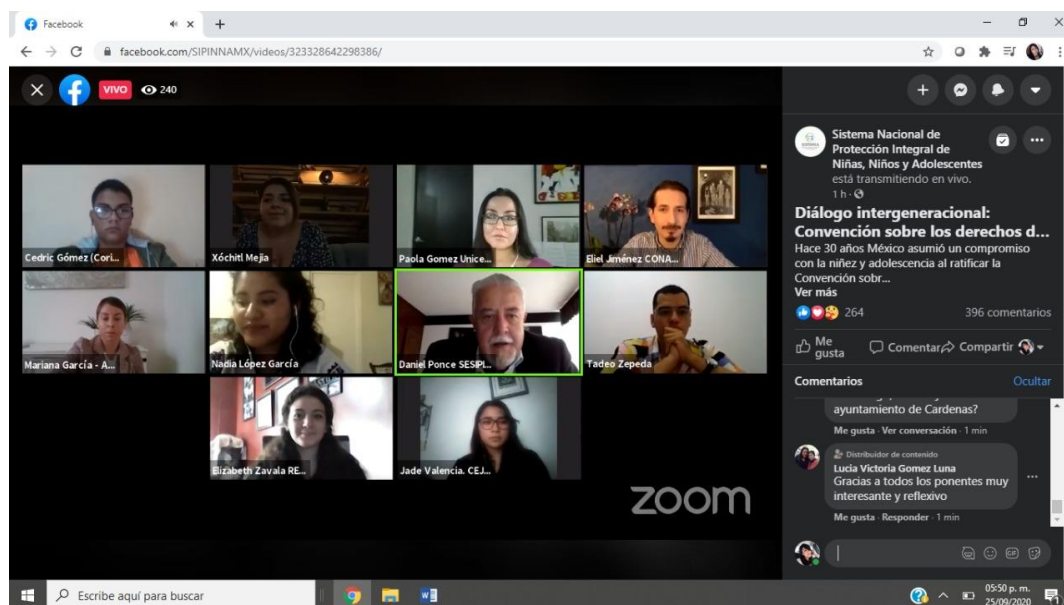 Facebook
facebook.com/SIPINNAMX/videos/323328642298386/
VIVO 240
Cedric Gómez (Cori...
Xóchitl Mejia
Paola Gomez Unice...
Eliel Jiménez CONA...
Mariana García - A...
Nadia López García
Daniel Ponce SESIPI...
Tadeo Zepeda
Elizabeth Zavala RE...
Jade Valencia. CEJ...
zoom
Sistema Nacional de
Protección Integral de
Niñas, Niños y Adolescentes
está transmitiendo en vivo.
1 h ·
Diálogo intergeneracional:
Convención sobre los derechos d...
Hace 30 años México asumió un compromiso
con la niñez y adolescencia al ratificar la
Convención sobr...
Ver más
264 396 comentarios
Me gusta Comentar Compartir
Comentarios Ocultar
ayuntamiento de Cardenas?
Me gusta · Ver conversación · 1 min
Distribuidor de contenido
Lucia Victoria Gomez Luna
Gracias a todos los ponentes muy
interesante y reflexivo
Me gusta · Responder · 1 min
GIF
Escribe aquí para buscar
05:50 p. m.
25/09/2020